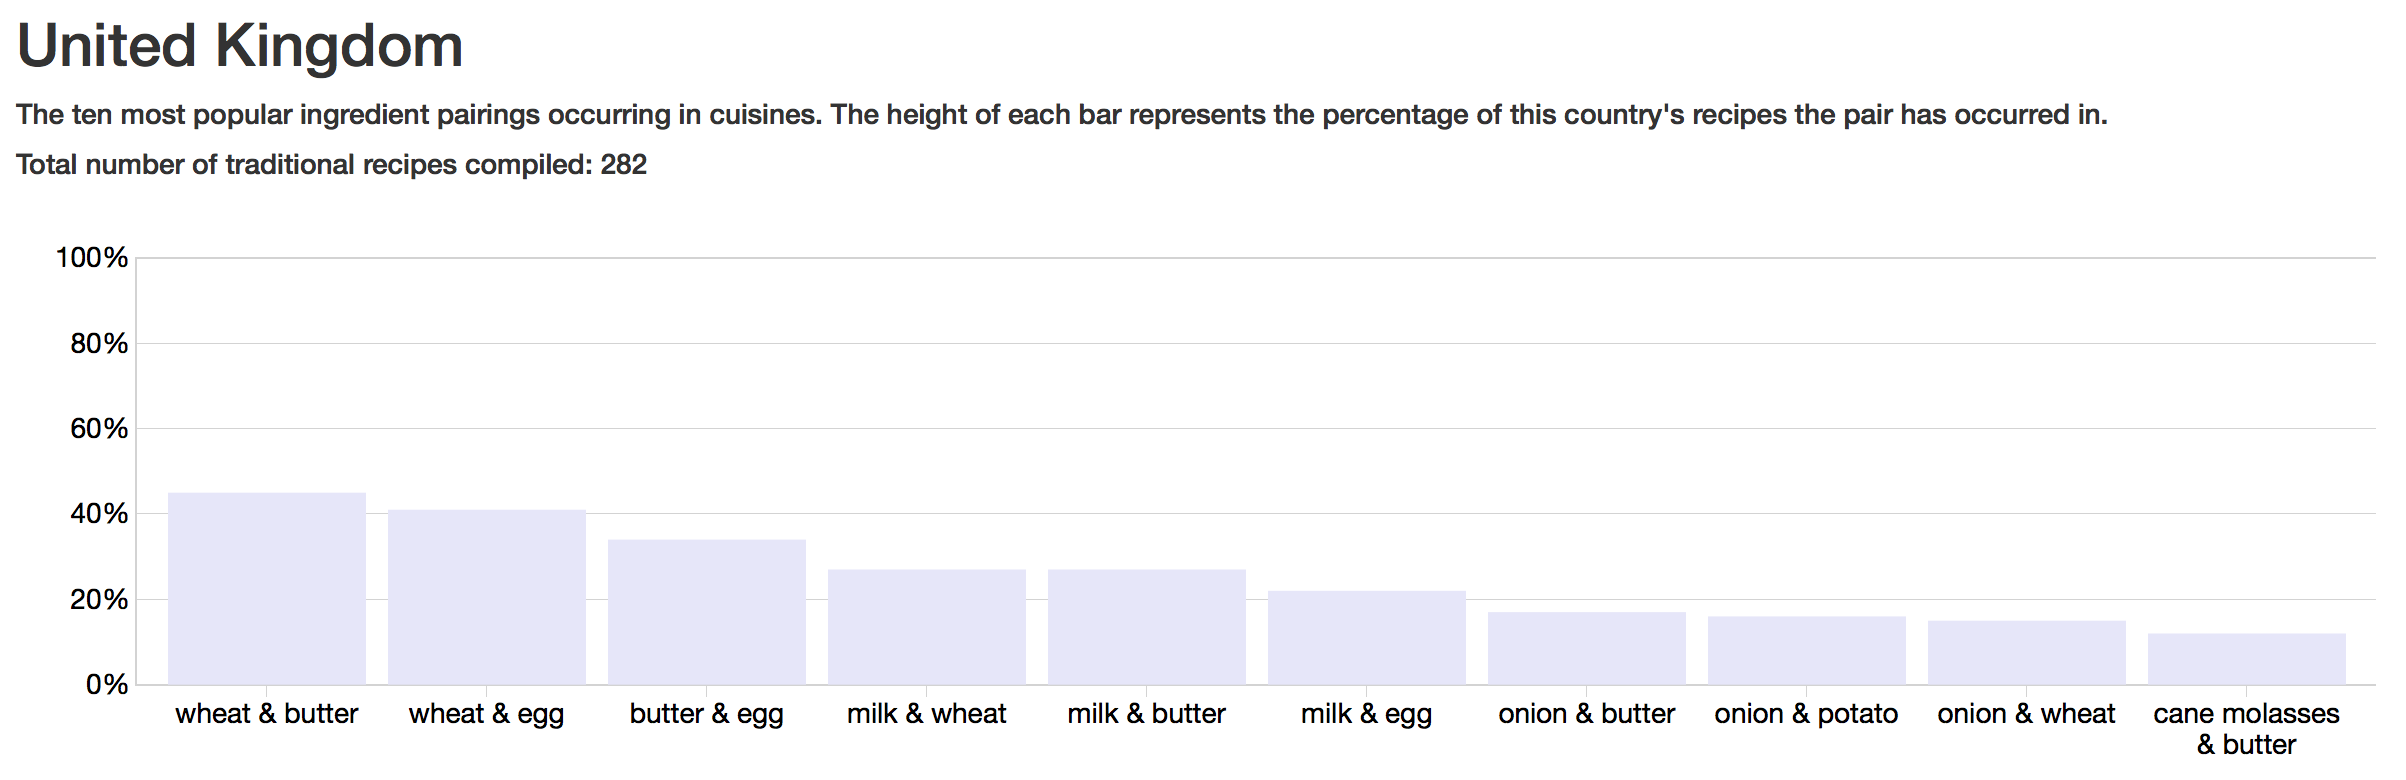 United Kingdom
The ten most popular ingredient pairings occurring in cuisines. The height of each bar represents the percentage of this country's recipes the pair has occurred in.
Total number of traditional recipes compiled: 282
100%
80%
60%
40%
20%
0%
wheat & butter
wheat & egg
butter & egg
milk & wheat
milk & butter
milk & egg
onion & butter
onion & potato
onion & wheat
cane molasses
& butter